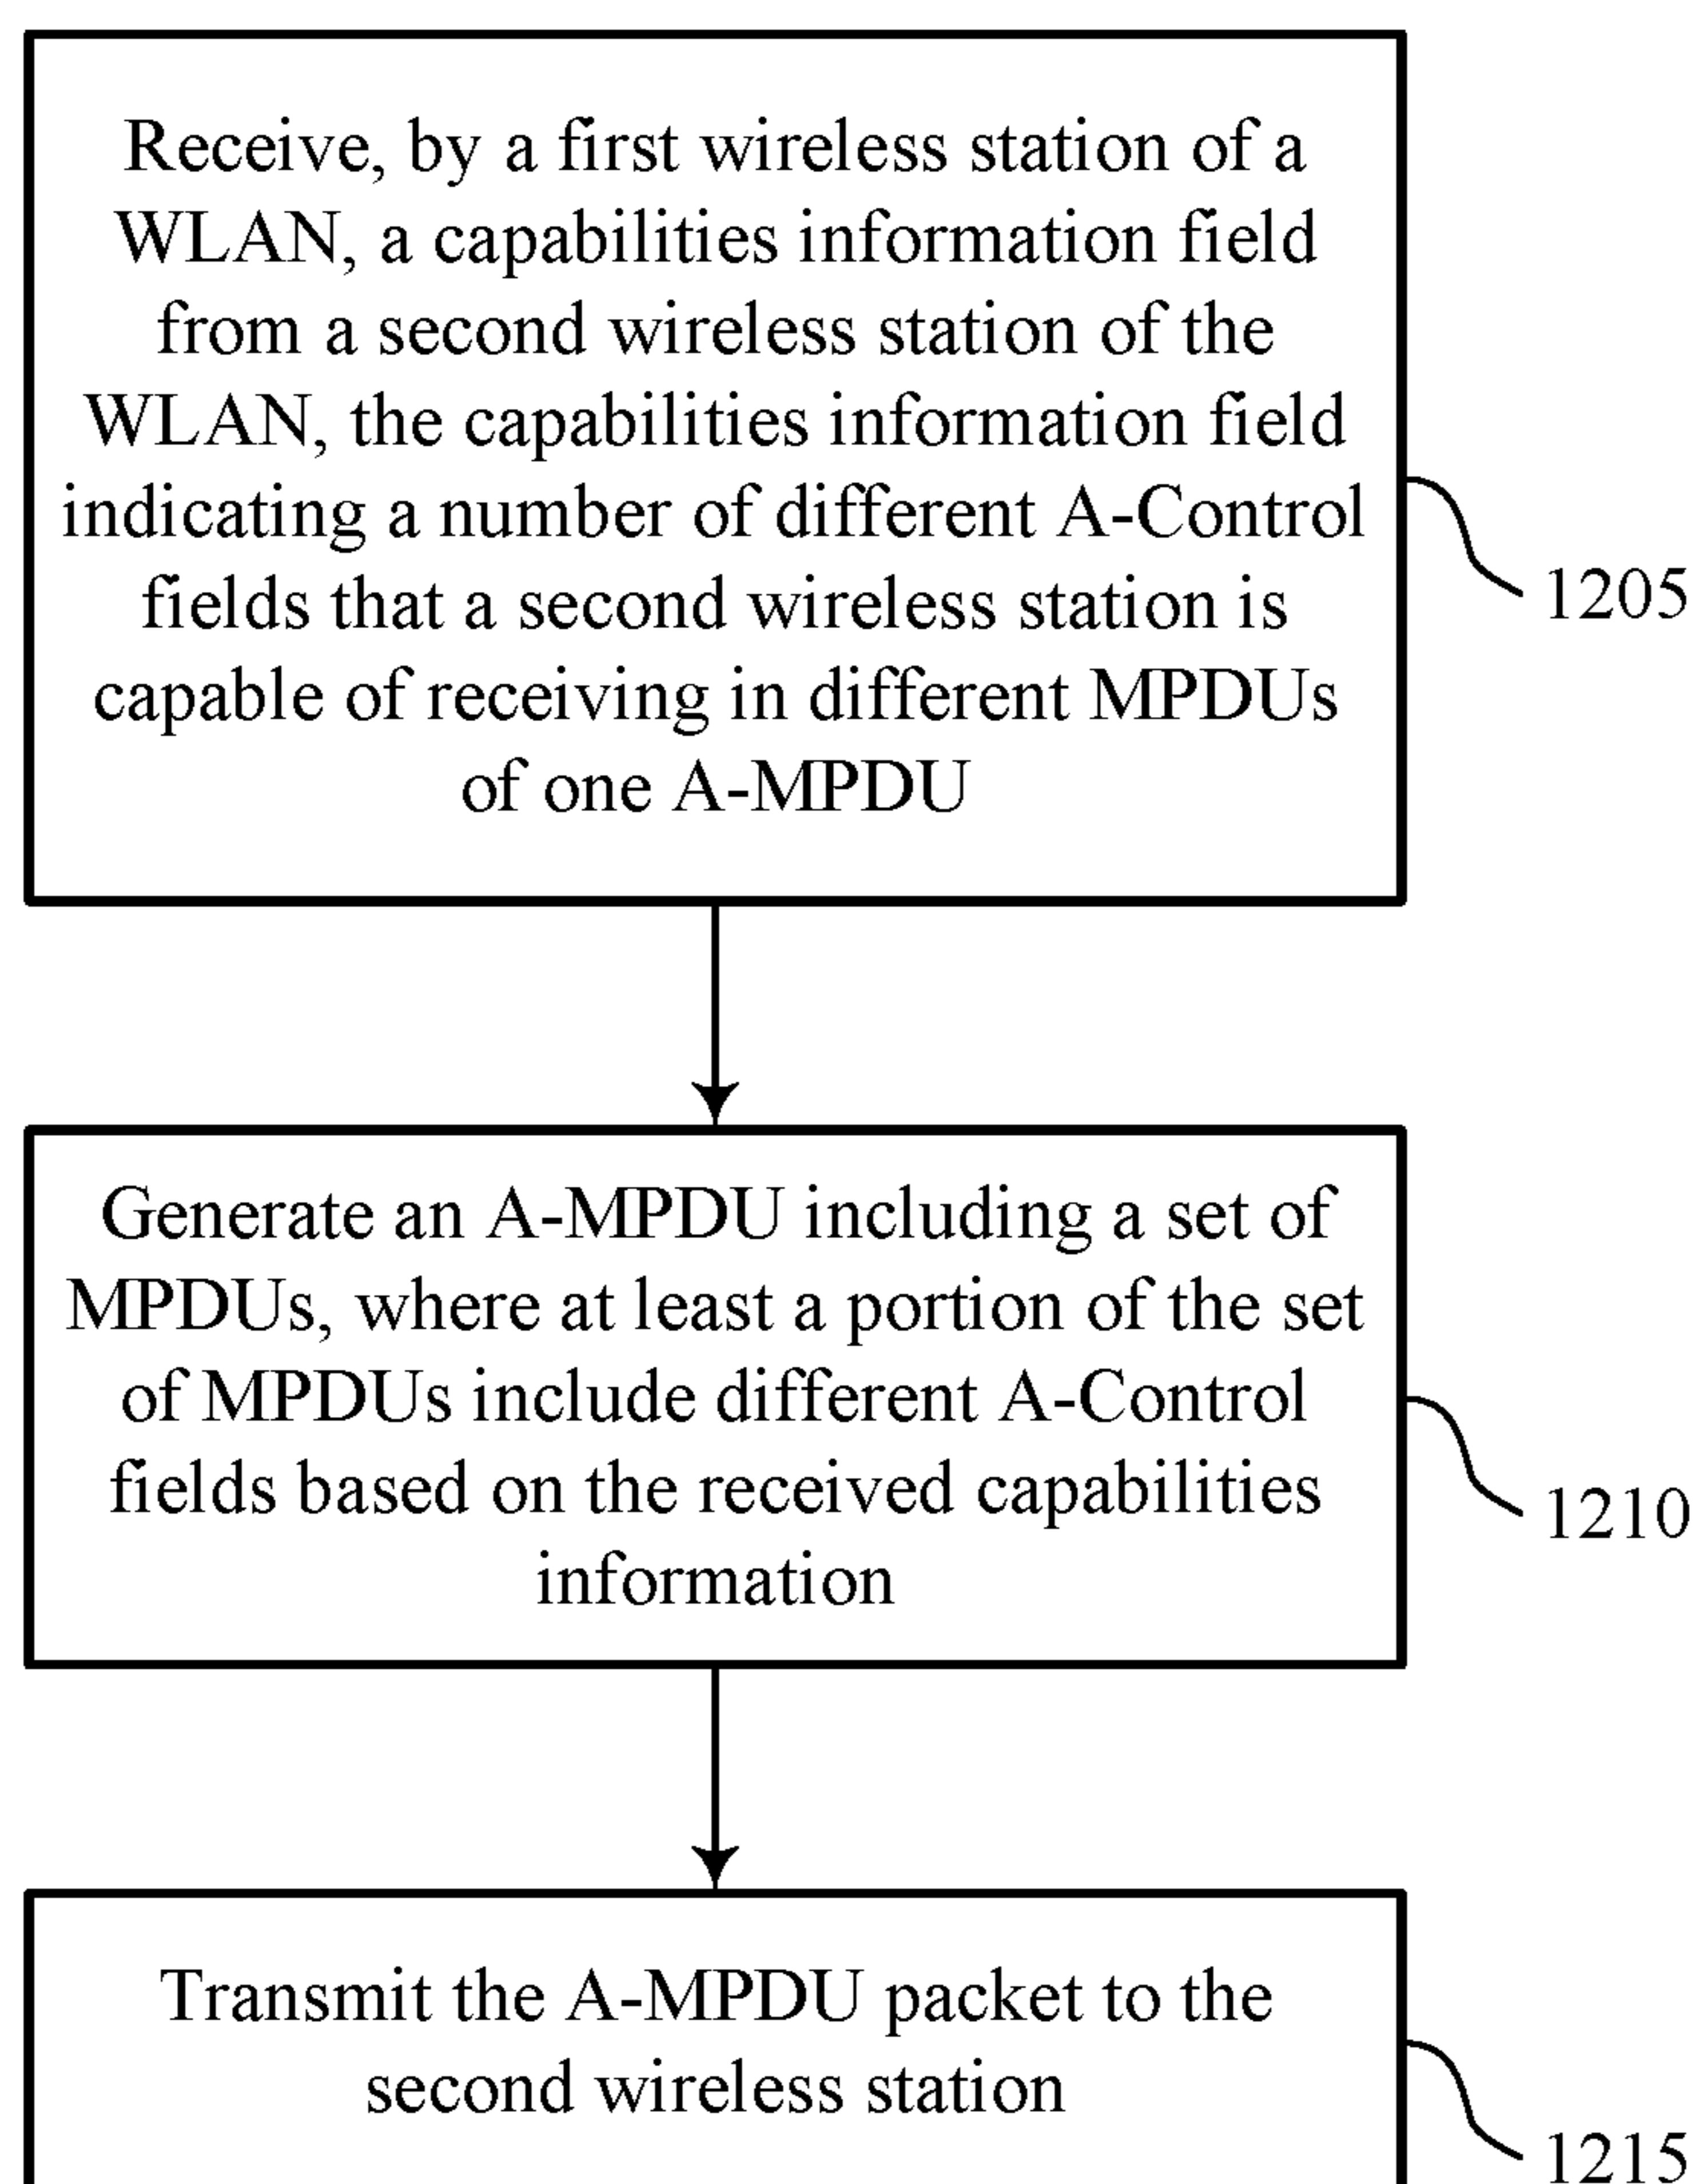 Receive, by a first wireless station of a
WLAN, a capabilities information field
from a second wireless station of the
WLAN, the capabilities information field
indicating a number of different A-Control
fields that a second wireless station is
capable of receiving in different MPDUs
of one A-MPDU
1205
Generate an A-MPDU including a set of
MPDUs, where at least a portion of the set
of MPDUs include different A-Control
fields based on the received capabilities
information
1210
Transmit the A-MPDU packet to the
second wireless station
1215